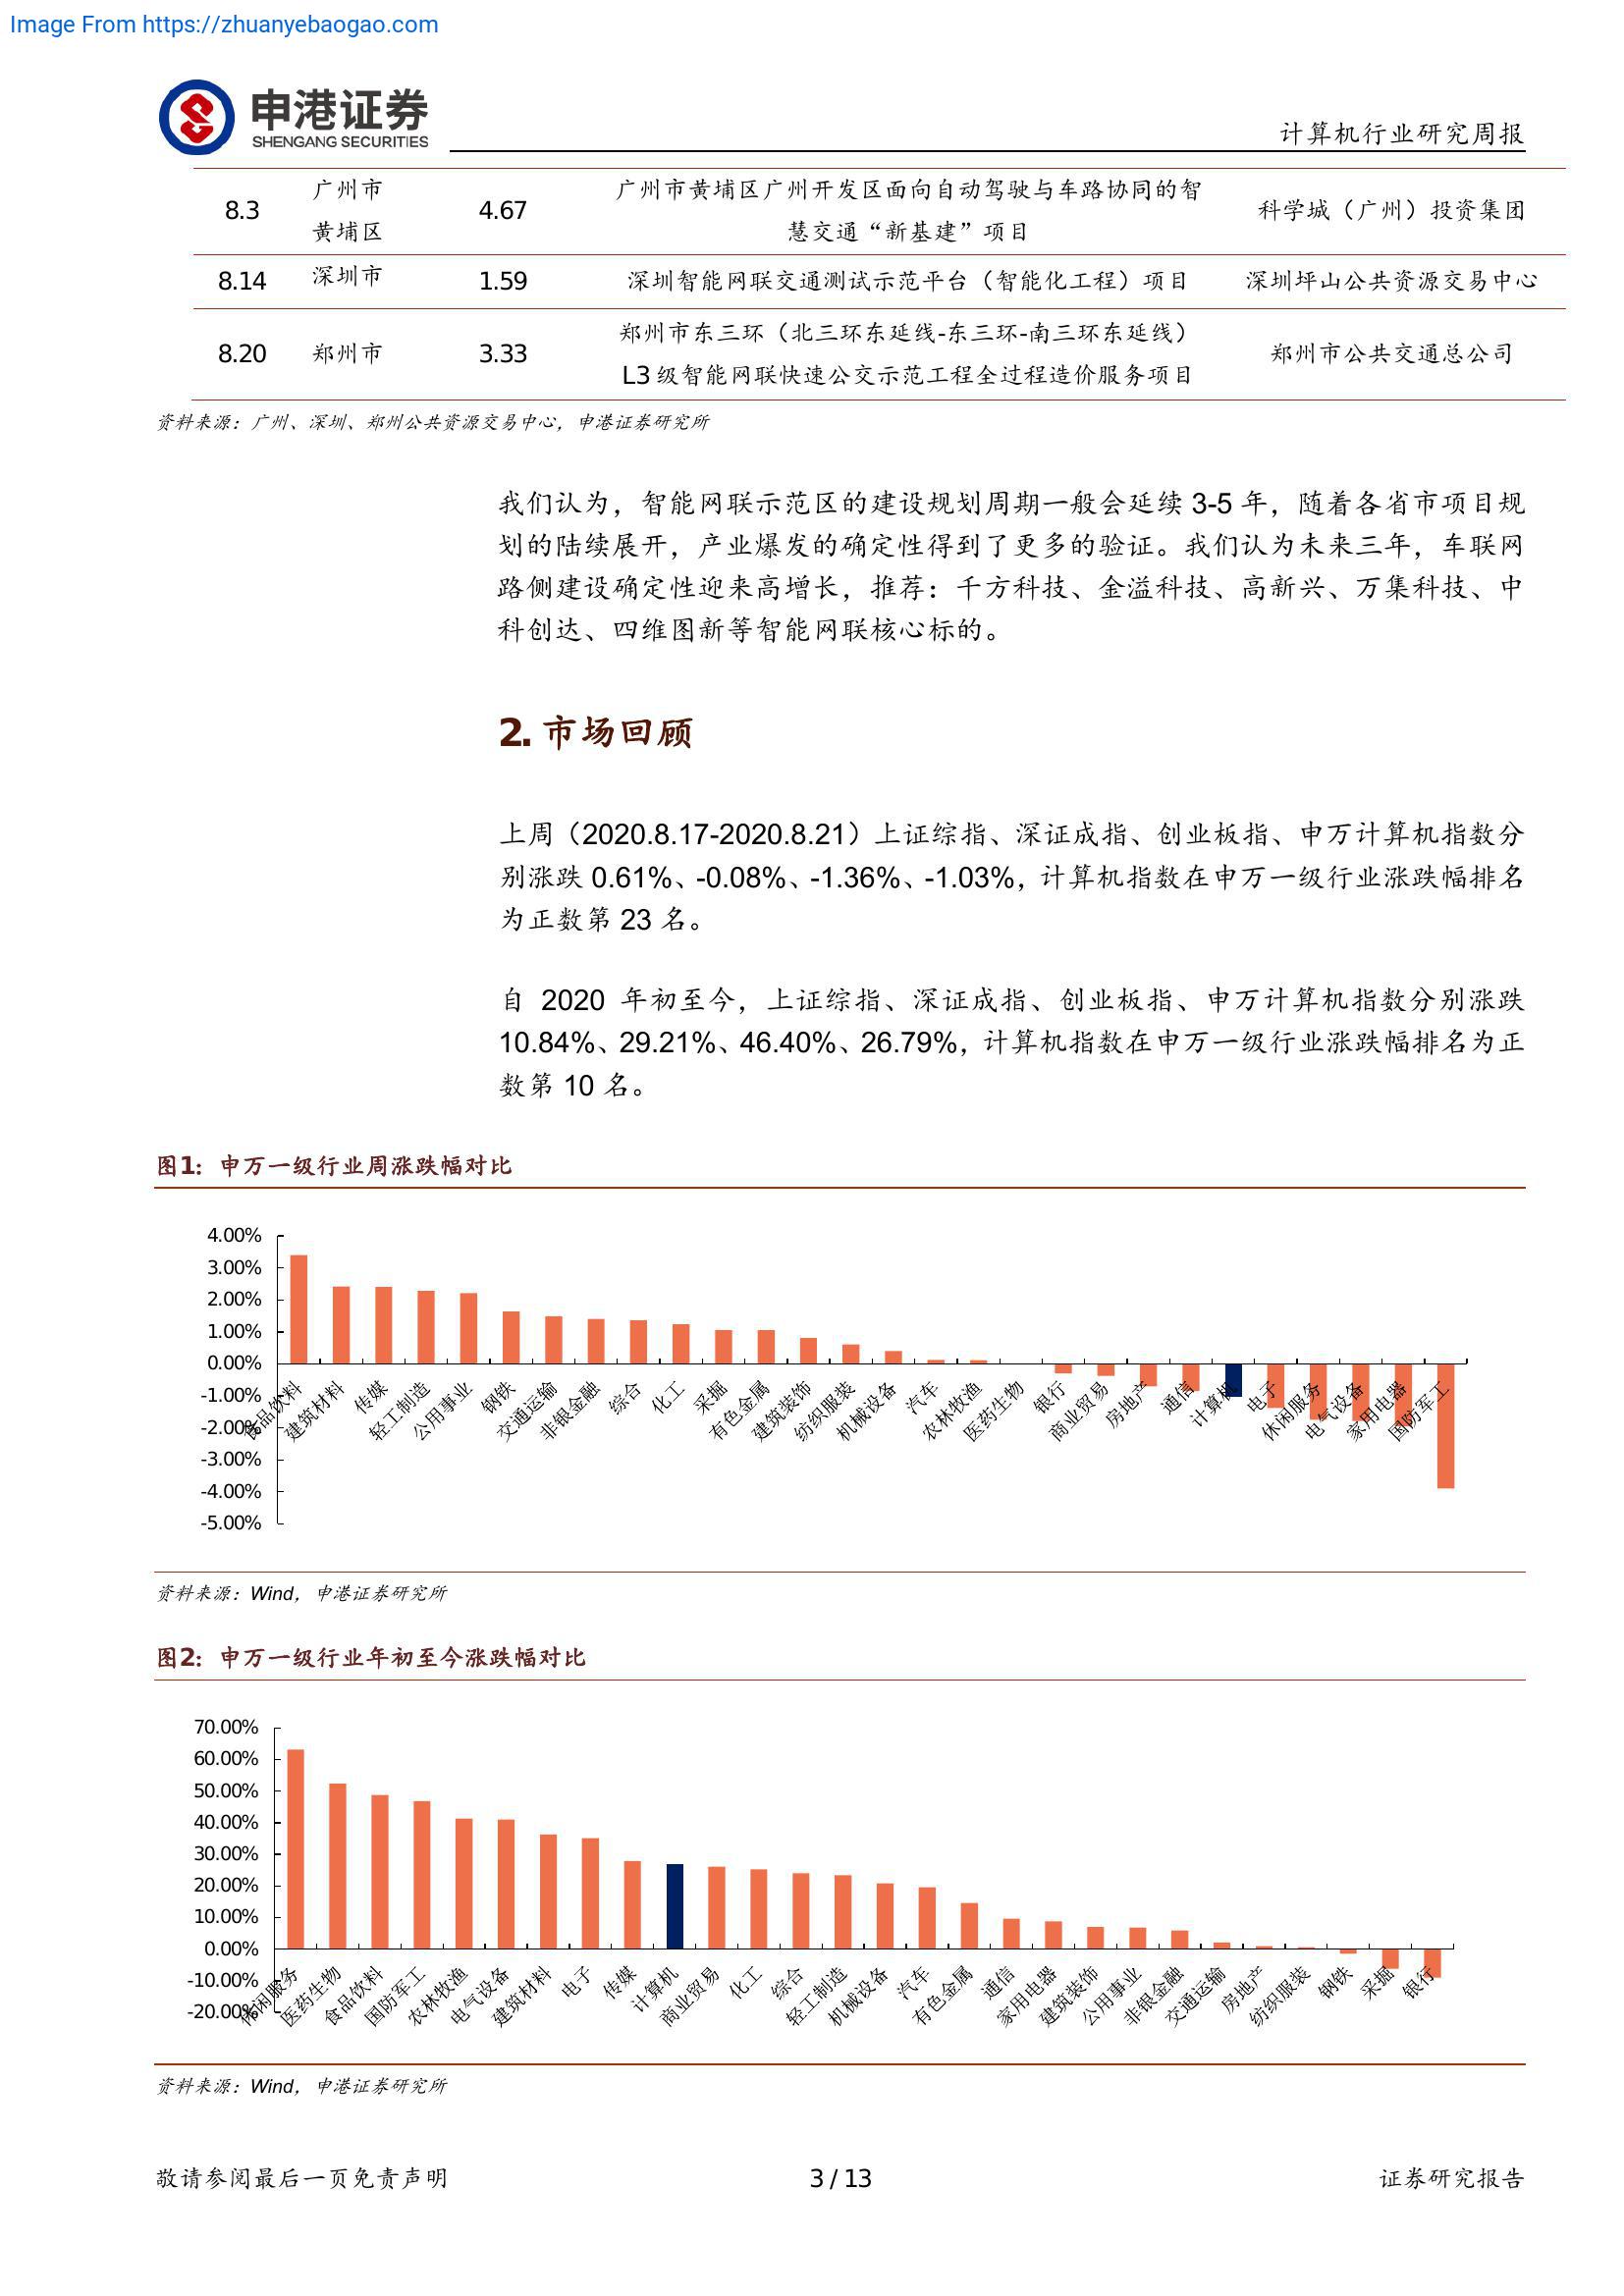 Image From https://zhuanyebaogao.com
申港证券
SHENGANG SECURITIES
计算机行业研究周报
8.3 广州市黄埔区 4.67 广州市黄埔区广州开发区面向自动驾驶与车路协同的智 科学城（广州）投资集团
慧交通“新基建”项目
8.14 深圳市 1.59 深圳智能网联交通测试示范平台（智能化工程）项目 深圳坪山公共资源交易中心
8.20 郑州市 3.33 郑州市东三环（北三环东延线-东三环-南三环东延线） 郑州市公共交通总公司
L3级智能网联快速公交示范工程全过程造价服务项目
资料来源：广州、深圳、郑州公共资源交易中心，申港证券研究所
我们认为，智能网联示范区的建设规划周期一般会延续 3-5 年，随着各省市项目规
划的陆续展开，产业爆发的确定性得到了更多的验证。我们认为未来三年，车联网
路侧建设确定性迎来高增长，推荐：千方科技、金溢科技、高新兴、万集科技、中
科创达、四维图新等智能网联核心标的。
2. 市场回顾
上周（2020.8.17-2020.8.21）上证综指、深证成指、创业板指、申万计算机指数分
别涨跌 0.61%、-0.08%、-1.36%、-1.03%，计算机指数在申万一级行业涨跌幅排名
为正数第 23 名。
自 2020 年初至今，上证综指、深证成指、创业板指、申万计算机指数分别涨跌
10.84%、29.21%、46.40%、26.79%，计算机指数在申万一级行业涨跌幅排名为正
数第 10 名。
图1：申万一级行业周涨跌幅对比
4.00%
3.00%
2.00%
1.00%
0.00%
-1.00%
-2.00%
-3.00%
-4.00%
-5.00%
食品饮料
建筑材料
传媒
轻工制造
公用事业
钢铁
交通运输
非银金融
综合
化工
采掘
有色金属
建筑装饰
纺织服装
机械设备
汽车
农林牧渔
医药生物
银行
商业贸易
房地产
通信
计算机
电子
休闲服务
电气设备
家用电器
国防军工
资料来源：Wind，申港证券研究所
图2：申万一级行业年初至今涨跌幅对比
70.00%
60.00%
50.00%
40.00%
30.00%
20.00%
10.00%
0.00%
-10.00%
-20.00%
休闲服务
医药生物
食品饮料
国防军工
农林牧渔
电气设备
建筑材料
电子
传媒
计算机
商业贸易
化工
综合
轻工制造
机械设备
汽车
有色金属
通信
家用电器
建筑装饰
公用事业
非银金融
交通运输
房地产
纺织服装
钢铁
采掘
银行
资料来源：Wind，申港证券研究所
敬请参阅最后一页免责声明
3 / 13
证券研究报告